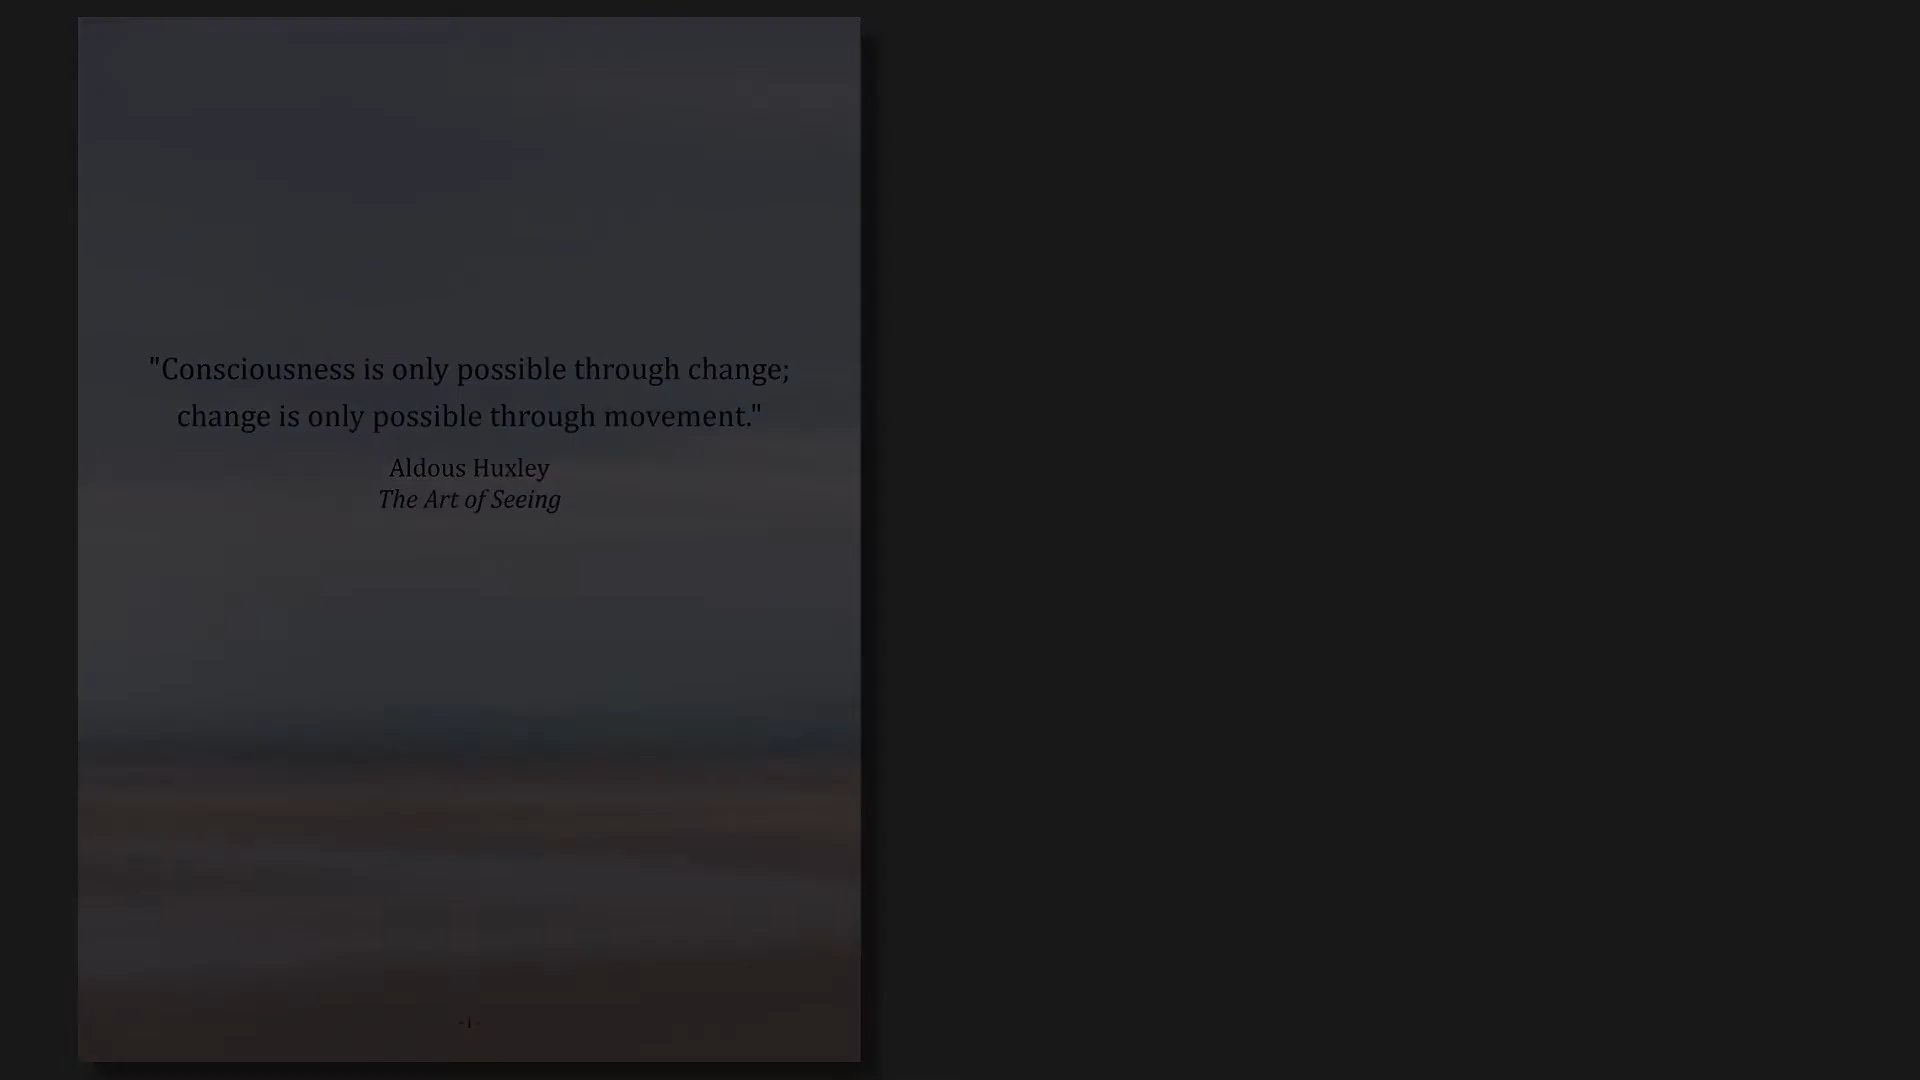 "Consciousness is only possible through change;
change is only possible through movement."
Aldous Huxley
The Art of Seeing
- i -